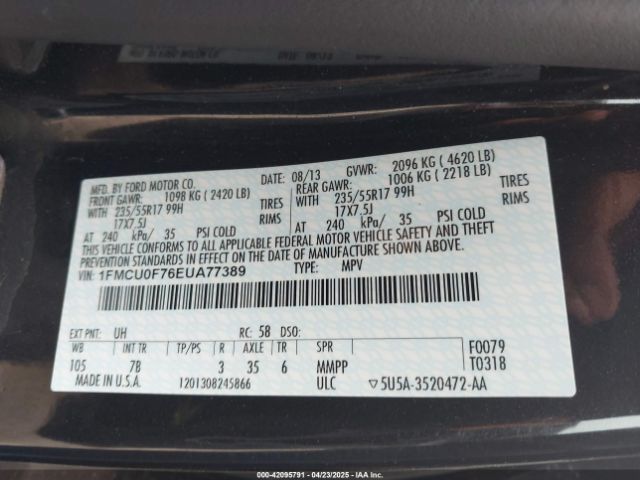 MFD. BY FORD MOTOR CO. DATE: 08/13 GVWR: 2096 KG ( 4620 LB)
FRONT GAWR: 1098 KG ( 2420 LB) REAR GAWR: 1006 KG ( 2218 LB)
WITH 235/55R17 99H TIRES WITH 235/55R17 99H TIRES
17X7.5J RIMS 17X7.5J RIMS
AT 240 kPa/ 35 PSI COLD AT 240 kPa/ 35 PSI COLD
THIS VEHICLE CONFORMS TO ALL APPLICABLE FEDERAL MOTOR VEHICLE SAFETY AND THEFT
PREVENTION STANDARDS IN EFFECT ON THE DATE OF MANUFACTURE SHOWN ABOVE.
VIN: 1FMCU0F76EUA77389 TYPE: MPV
EXT PNT: UH RC: 58 DSO:
WB INT TR TP/PS R AXLE TR SPR F0079
105 7B 3 35 6 MMPP T0318
MADE IN U.S.A. 1201308245866 ULC ▽5U5A-3520472-AA
© 1000 - 42095791 - 04/23/2025 - IAAI.COM